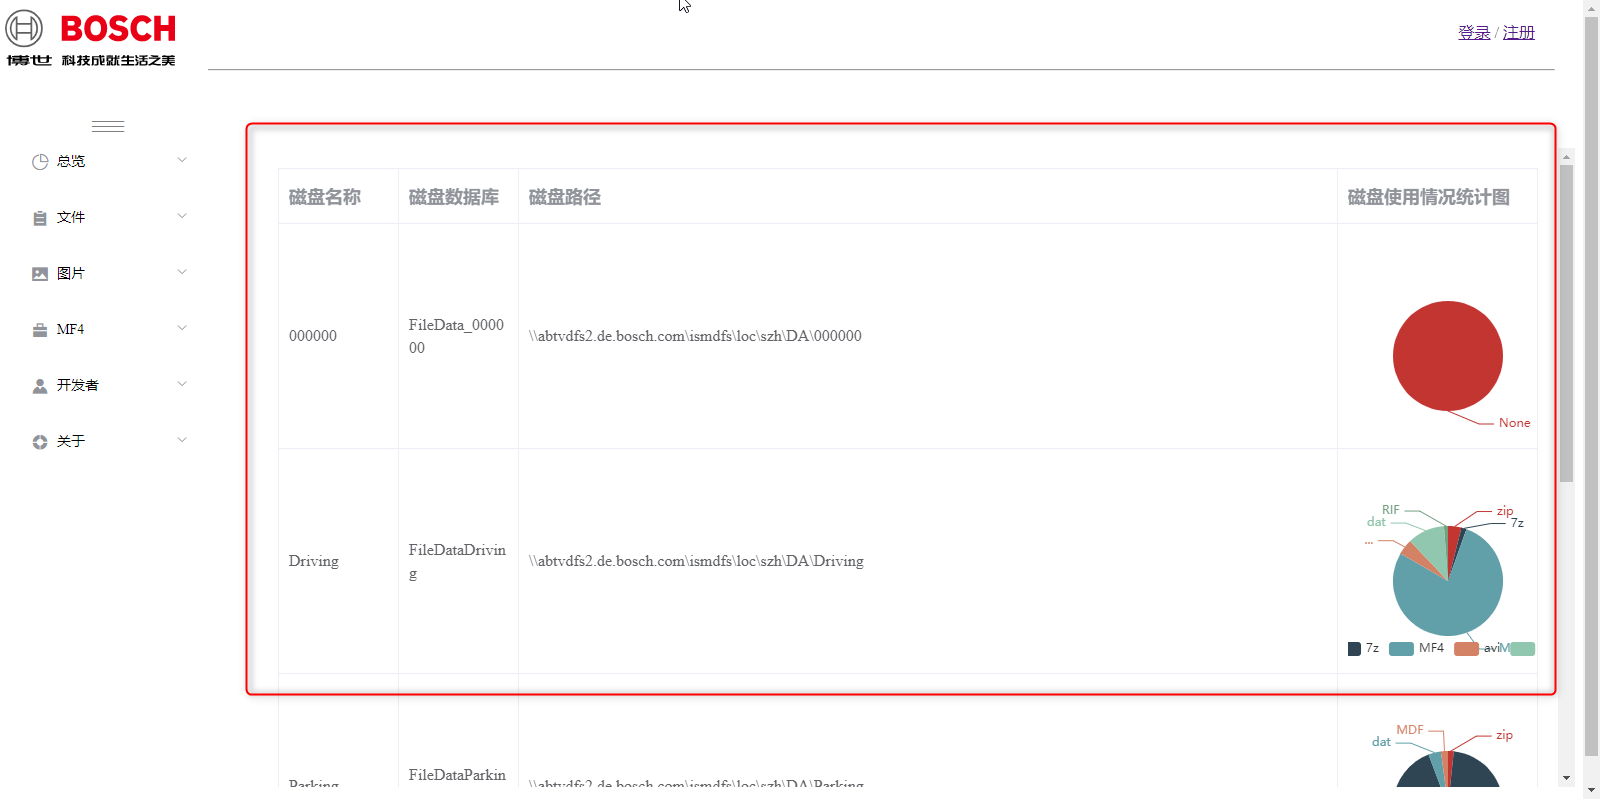 BOSCH
博世 科技成就生活之美
登录 / 注册
总览
文件
图片
MF4
开发者
关于
磁盘名称 磁盘数据库 磁盘路径 磁盘使用情况统计图
000000
FileData_0000
00
\\abtvdfs2.de.bosch.com\ismdfs\loc\szh\DA\000000
None
Driving
FileDataDrivin
g
\\abtvdfs2.de.bosch.com\ismdfs\loc\szh\DA\Driving
RIF
zip
dat
7z
...
7z MF4 avi M
MDF
zip
dat
Parking
FileDataParkin
\\abtvdfs2.de.bosch.com\ismdfs\loc\szh\DA\Parking